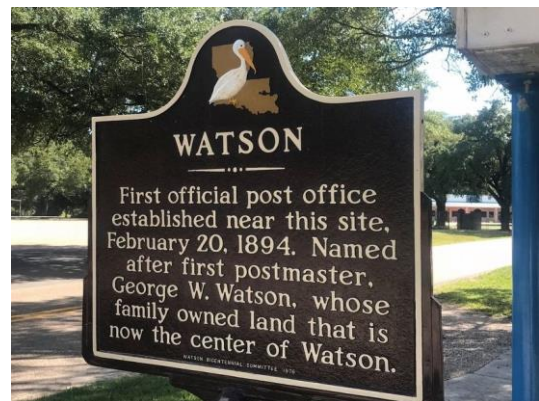 WATSON
First official post office
established near this site,
February 20, 1894. Named
after first postmaster,
George W. Watson, whose
family owned land that is
now the center of Watson.
WATSON BICENTENNIAL COMMITTEE 1976